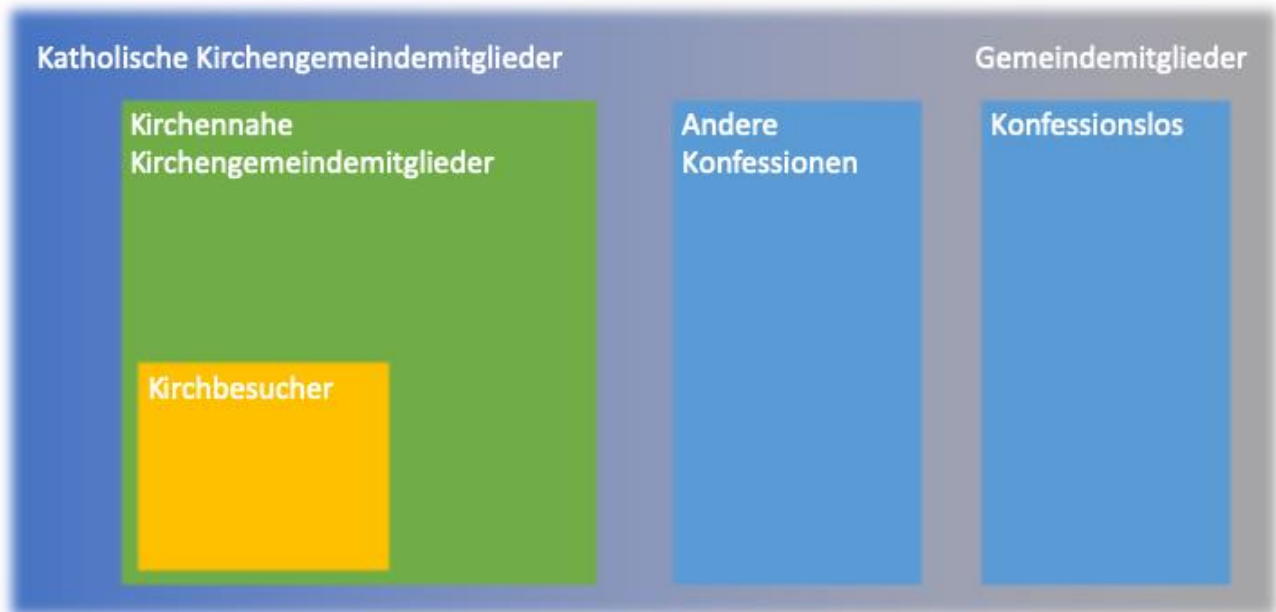 Katholische Kirchengemeindemitglieder
Gemeindemitglieder
Kirchennahe
Kirchengemeindemitglieder
Andere
Konfessionen
Konfessionslos
Kirchbesucher